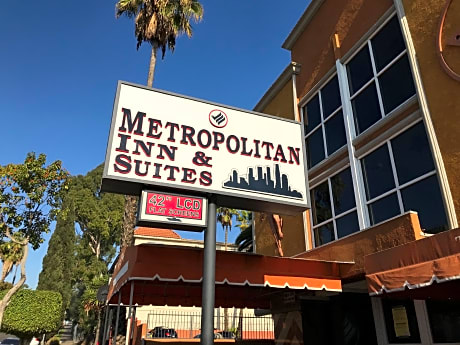 METROPOLITAN
INN &
SUITES
42" LCD
FLAT SCREENS